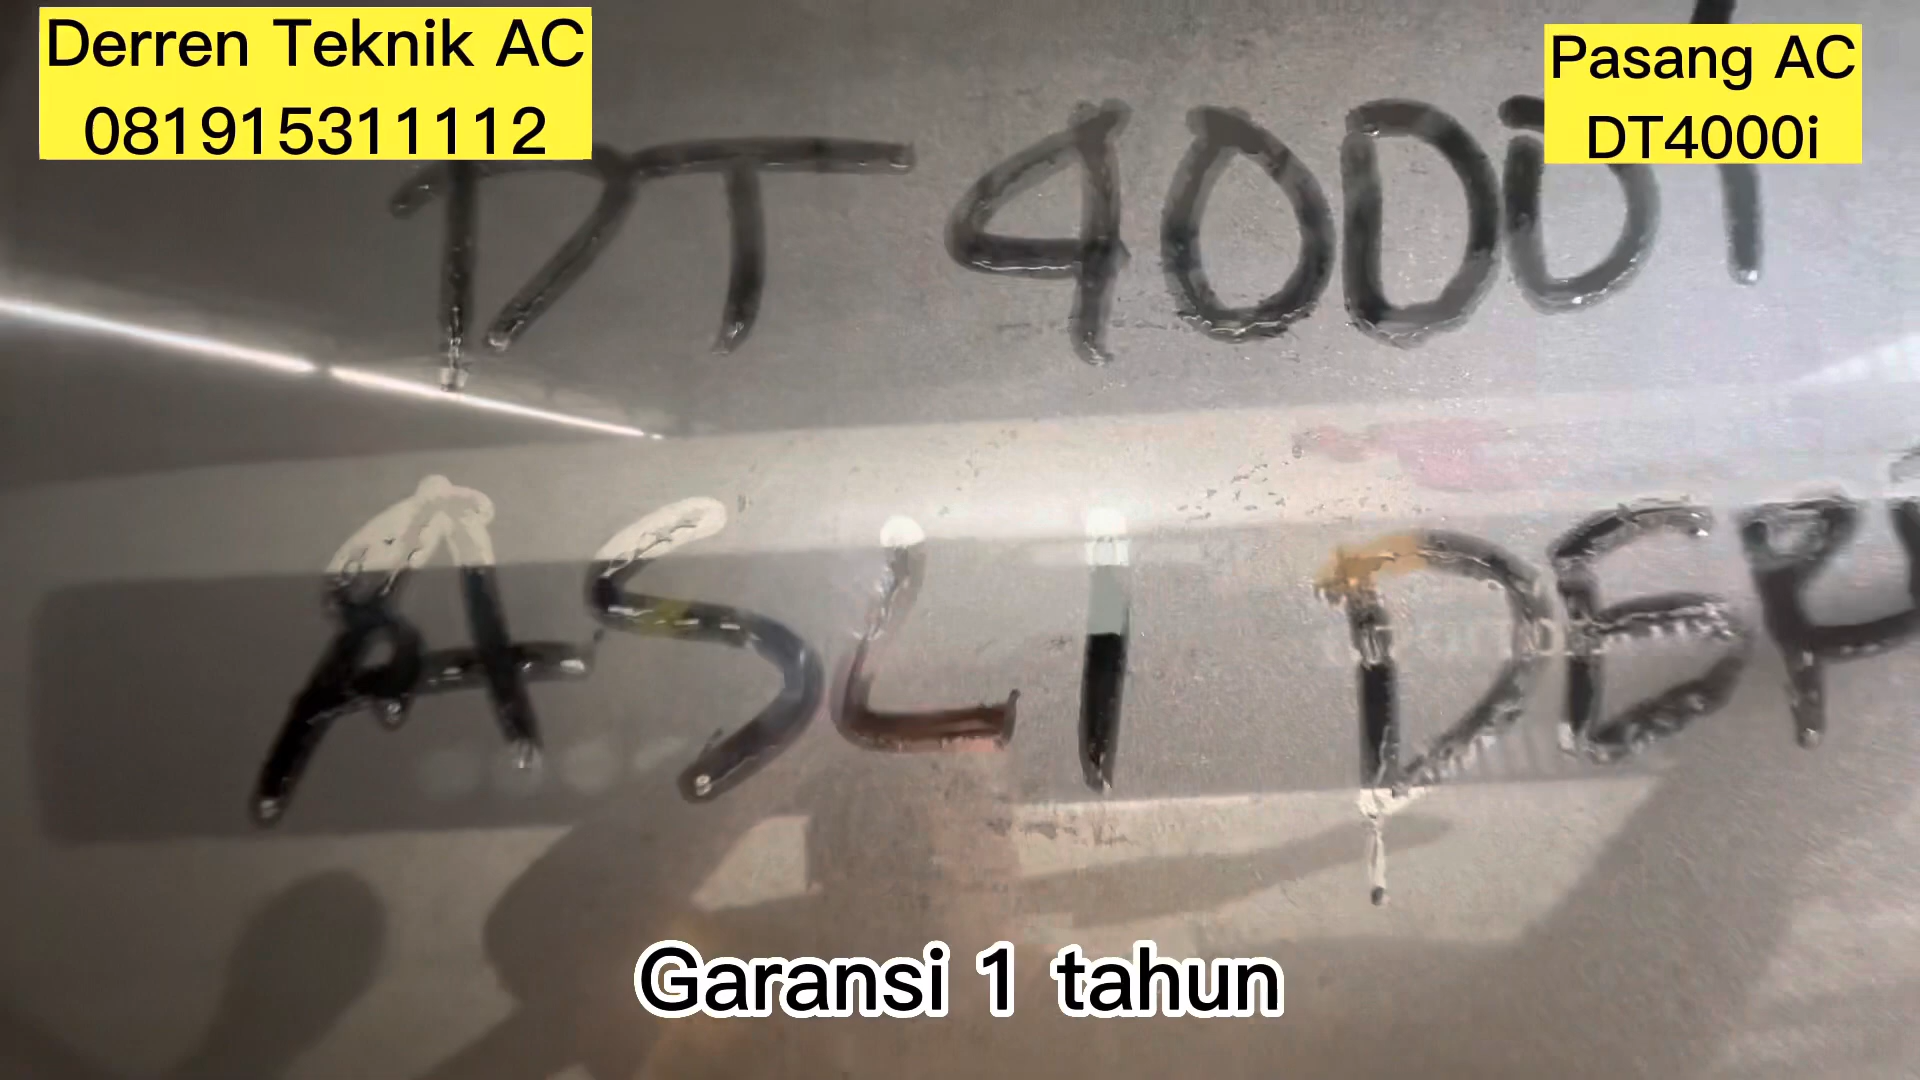 Derren Teknik AC
081915311112
Pasang AC
DT4000i
DT 4000i
ASLI
Garansi 1 tahun